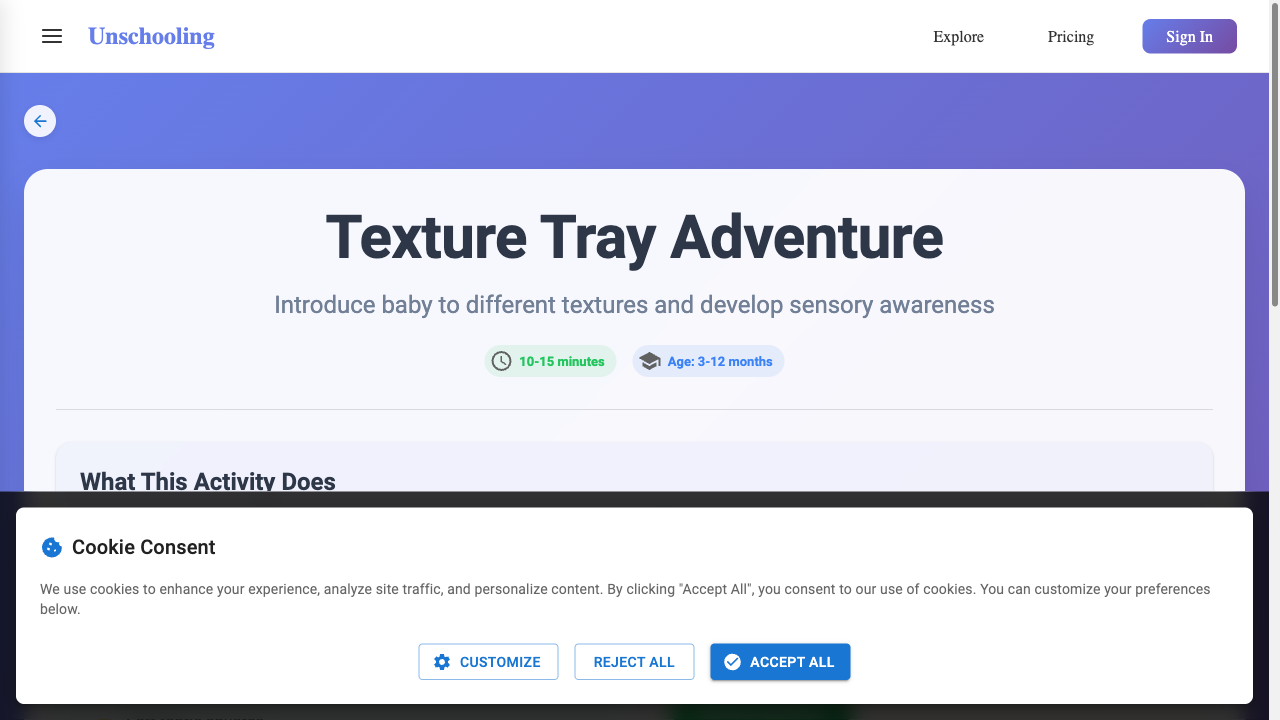 Unschooling
Explore
Pricing
Sign In
Texture Tray Adventure
Introduce baby to different textures and develop sensory awareness
10-15 minutes
Age: 3-12 months
What This Activity Does
Cookie Consent
We use cookies to enhance your experience, analyze site traffic, and personalize content. By clicking "Accept All", you consent to our use of cookies. You can customize your preferences
below.
CUSTOMIZE
REJECT ALL
ACCEPT ALL